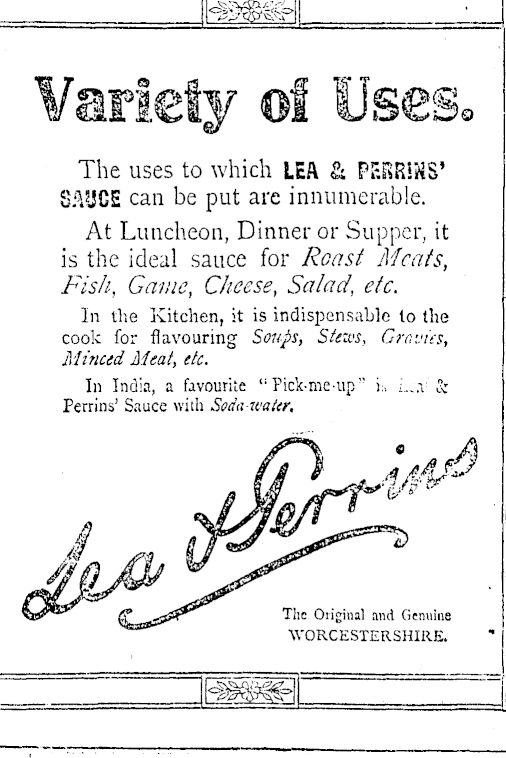 Variety of Uses.
The uses to which LEA & PERRINS'
SAUCE can be put are innumerable.
At Luncheon, Dinner or Supper, it
is the ideal sauce for Roast Meats,
Fish, Game, Cheese, Salad, etc.
In the Kitchen, it is indispensable to the
cook for flavouring Soups, Stews, Gravies,
Minced Meat, etc.
In India, a favourite "Pick-me-up" is Lea &
Perrins' Sauce with Soda-water.
Lea & Perrins
The Original and Genuine
WORCESTERSHIRE.